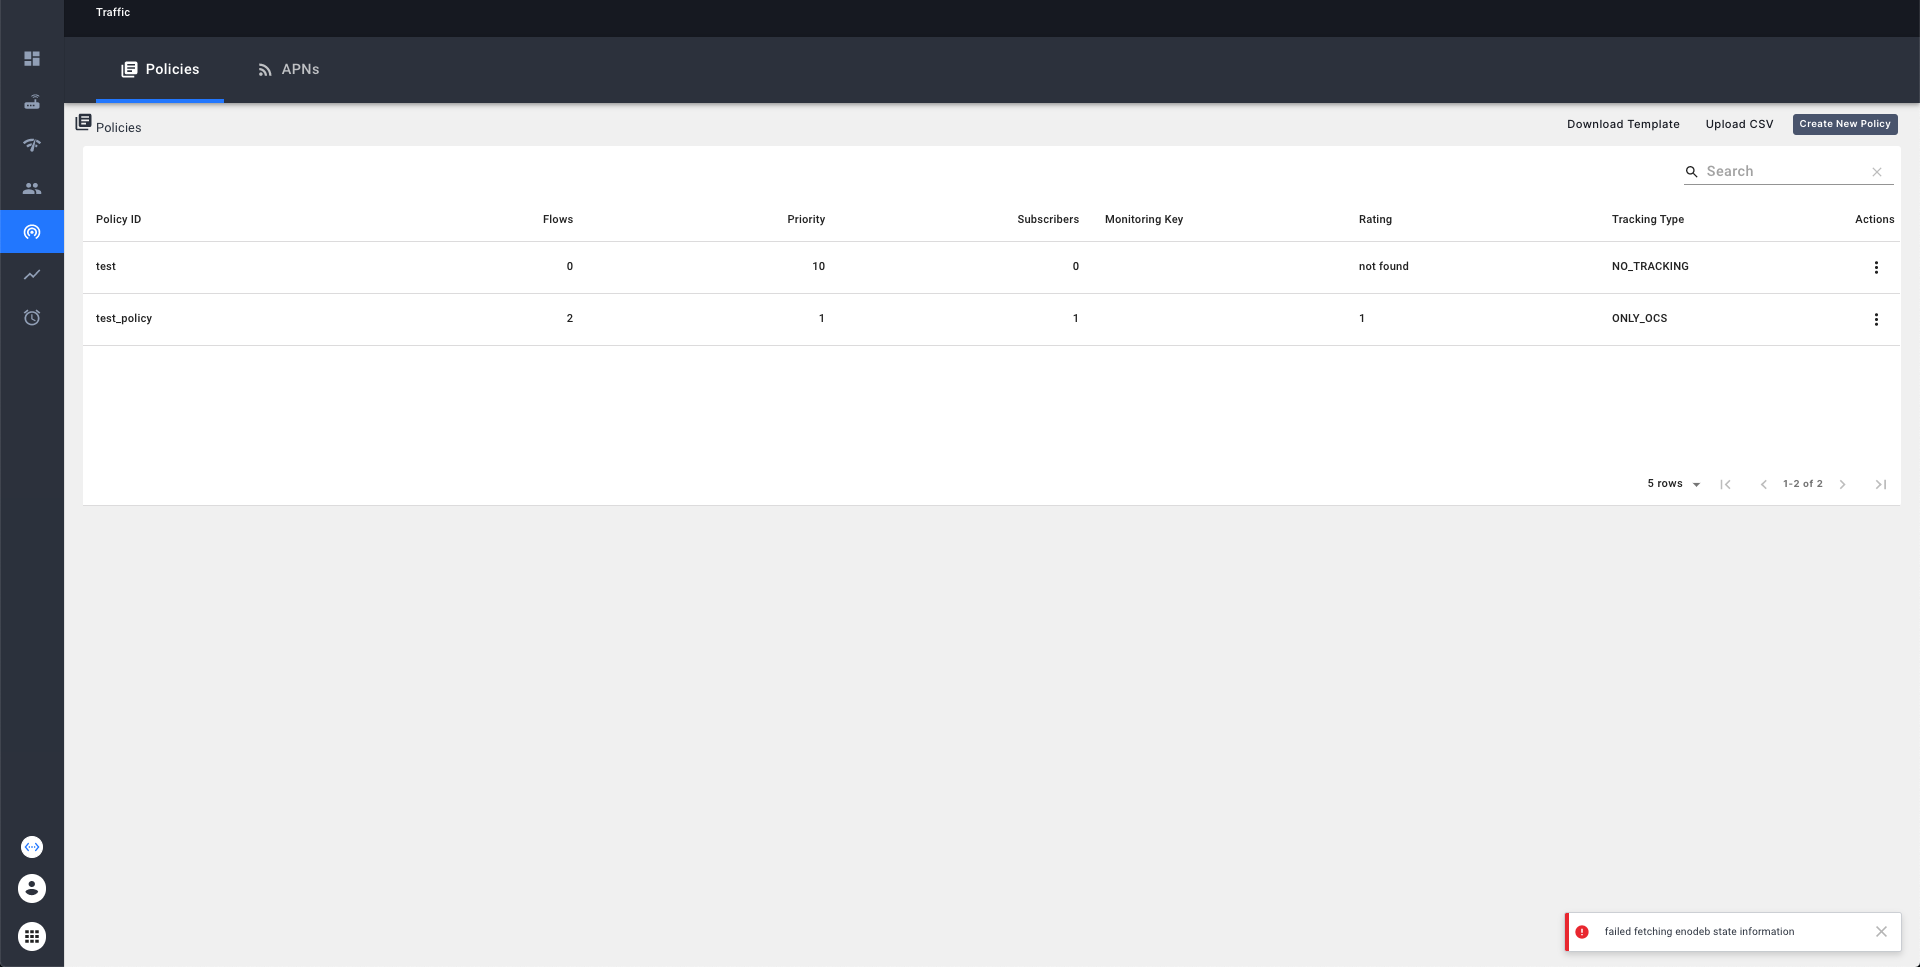 Traffic
Policies APNs
Policies Download Template Upload CSV Create New Policy
Search
Policy ID Flows Priority Subscribers Monitoring Key Rating Tracking Type Actions
test 0 10 0 not found NO_TRACKING
test_policy 2 1 1 1 ONLY_OCS
5 rows 1-2 of 2
failed fetching enodeb state information